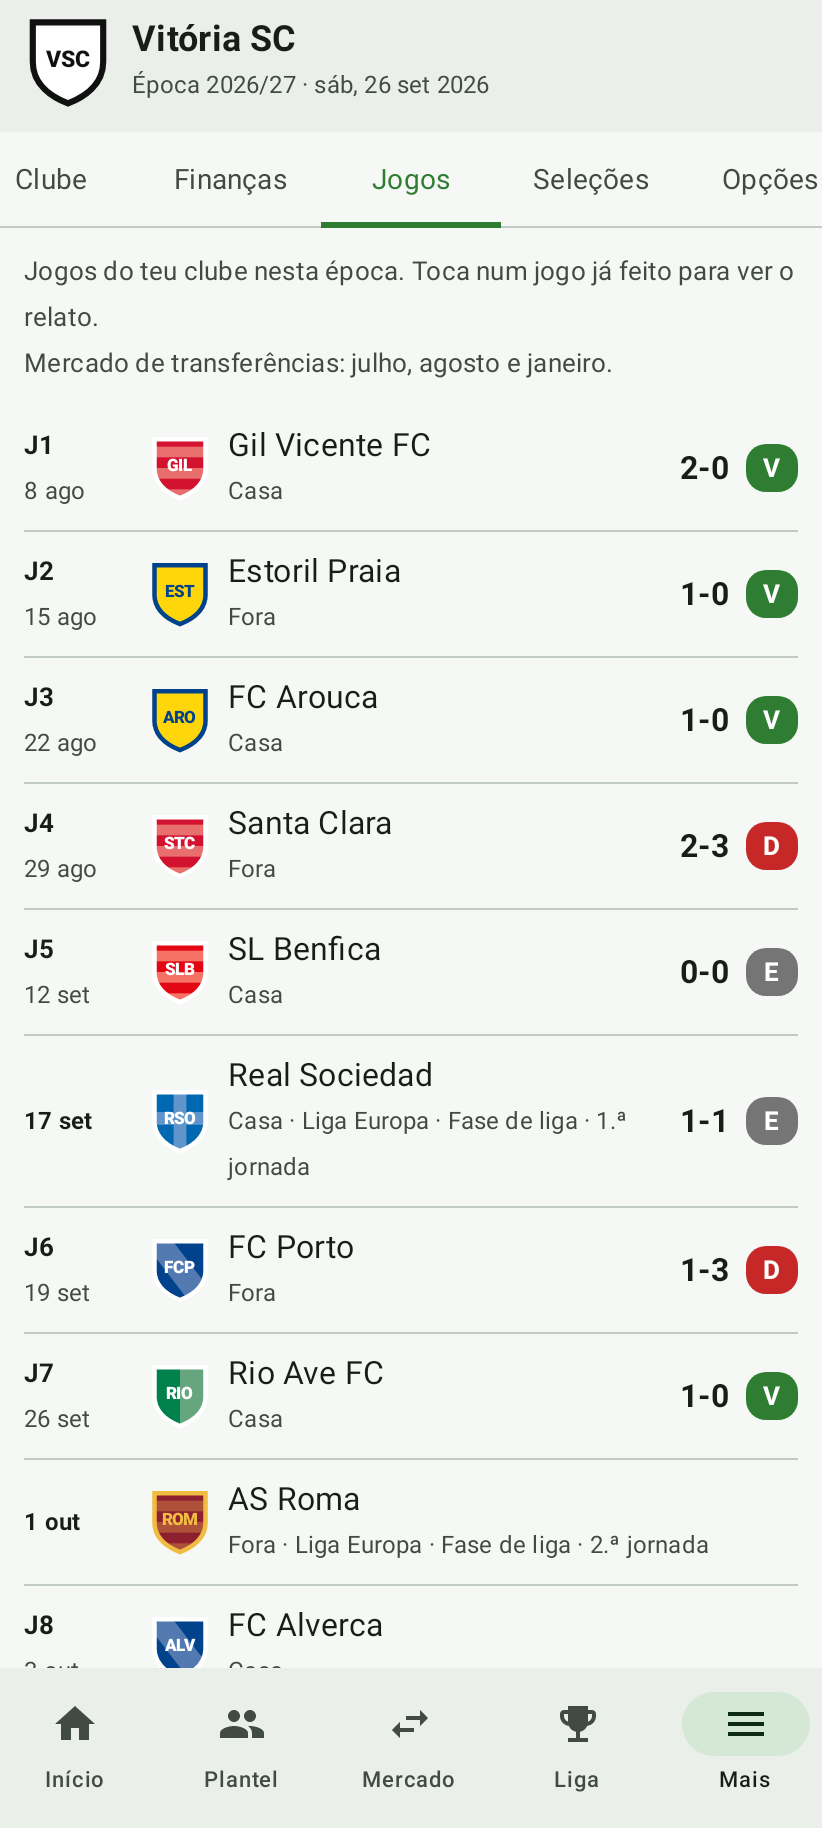 VSC
Vitória SC
Época 2026/27 · sáb, 26 set 2026
Clube Finanças Jogos Seleções Opções
Jogos do teu clube nesta época. Toca num jogo já feito para ver o
relato.
Mercado de transferências: julho, agosto e janeiro.
J1 GIL Gil Vicente FC 2-0 V
8 ago Casa
J2 EST Estoril Praia 1-0 V
15 ago Fora
J3 ARO FC Arouca 1-0 V
22 ago Casa
J4 STC Santa Clara 2-3 D
29 ago Fora
J5 SLB SL Benfica 0-0 E
12 set Casa
Real Sociedad
17 set RSO Casa · Liga Europa · Fase de liga · 1.ª 1-1 E
jornada
J6 FCP FC Porto 1-3 D
19 set Fora
J7 RIO Rio Ave FC 1-0 V
26 set Casa
AS Roma
1 out ROM Fora · Liga Europa · Fase de liga · 2.ª jornada
J8 ALV FC Alverca
Início Plantel Mercado Liga Mais